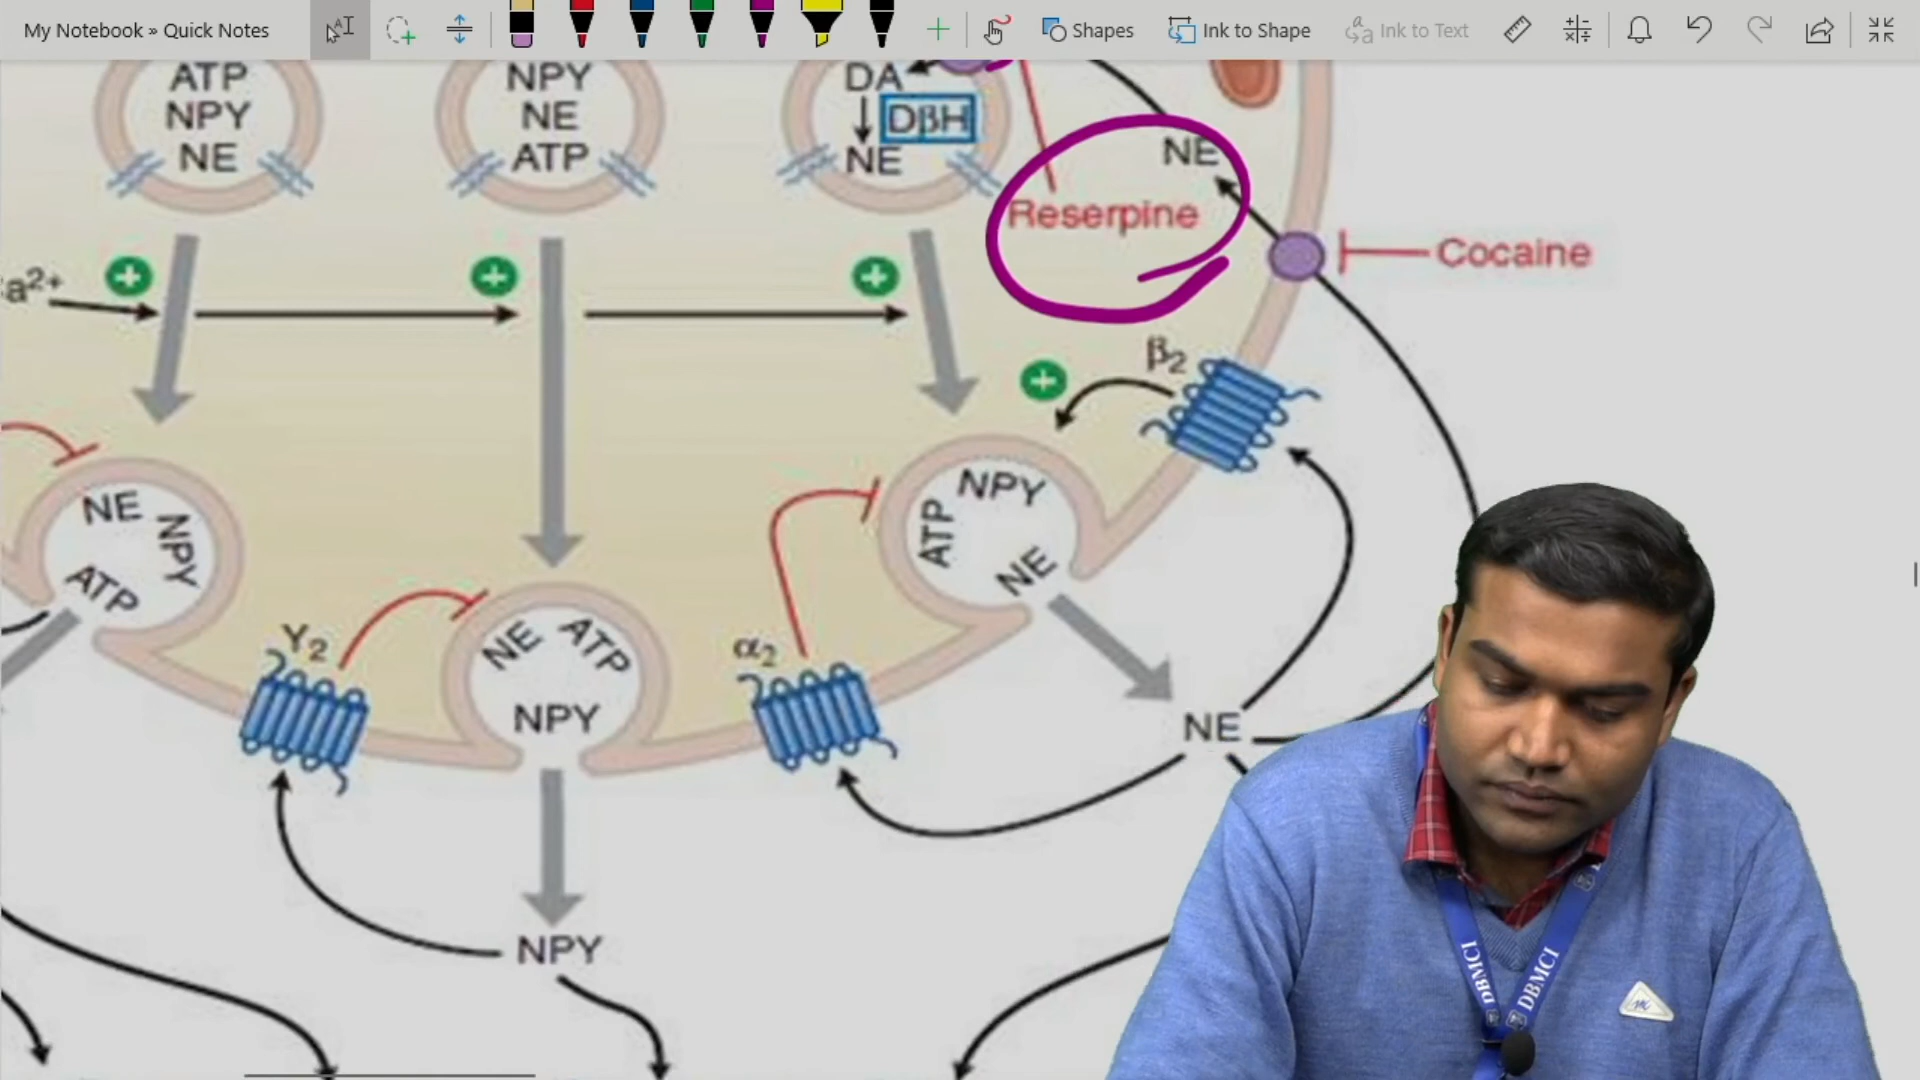 My Notebook » Quick Notes
Shapes
Ink to Shape
Ink to Text
ATP
NPY
NE
NPY
NE
ATP
DA
DβH
NE
NE
Reserpine
Cocaine
a²⁺
β₂
NE
NPY
ATP
NPY
ATP
NE
Y₂
NE
ATP
NPY
α₂
NE
NPY
DBMCI
DBMCI